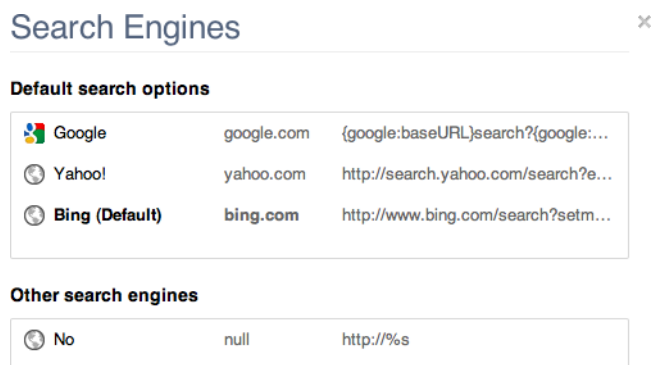 Search Engines
Default search options
Google google.com {google:baseURL}search?{google:...
Yahoo! yahoo.com http://search.yahoo.com/search?e...
Bing (Default) bing.com http://www.bing.com/search?setm...
Other search engines
No null http://%s